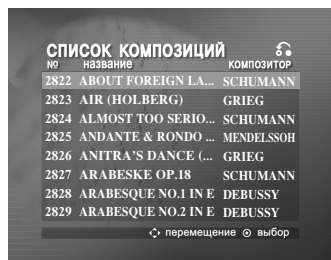 СПИСОК КОМПОЗИЦИЙ
№ НАЗВАНИЕ КОМПОЗИТОР
2822 ABOUT FOREIGN LA... SCHUMANN
2823 AIR (HOLBERG) GRIEG
2824 ALMOST TOO SERIO... SCHUMANN
2825 ANDANTE & RONDO ... MENDELSSOH
2826 ANITRA'S DANCE (... GRIEG
2827 ARABESKE OP.18 SCHUMANN
2828 ARABESQUE NO.1 IN E DEBUSSY
2829 ARABESQUE NO.2 IN E DEBUSSY
перемещение выбор